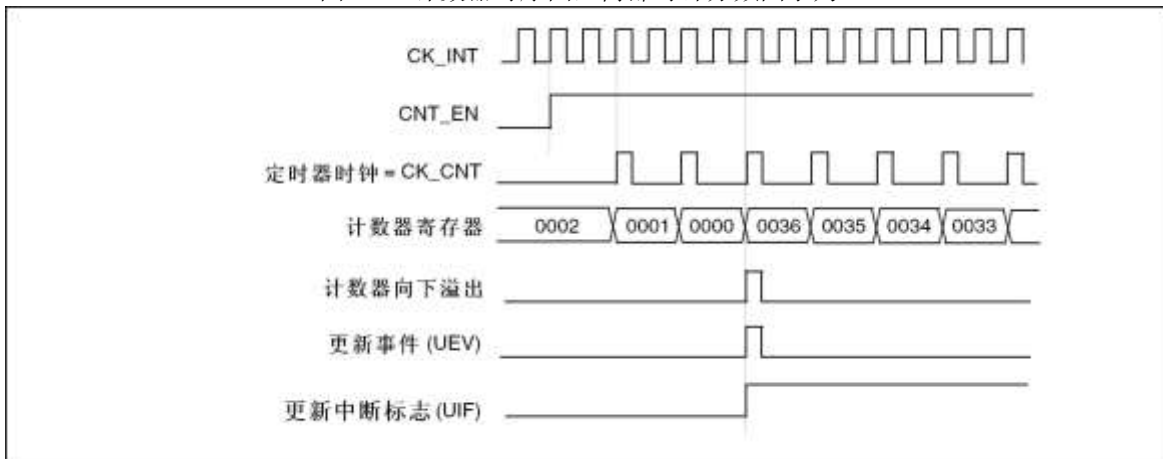 CK_INT
CNT_EN
定时器时钟 = CK_CNT
计数器寄存器 0002 0001 0000 0036 0035 0034 0033
计数器向下溢出
更新事件 (UEV)
更新中断标志 (UIF)